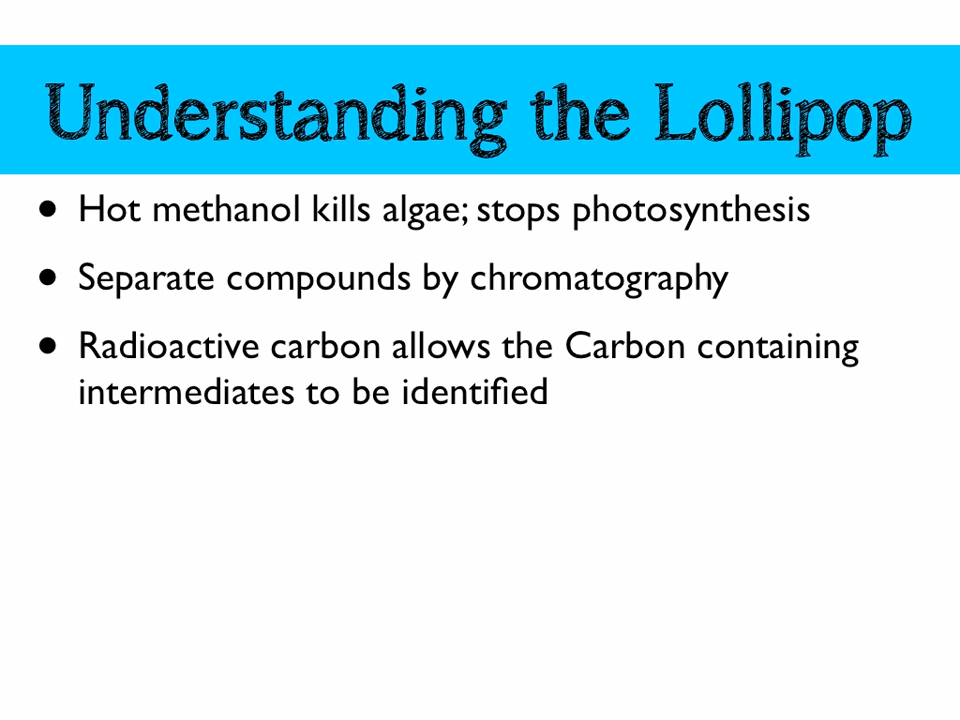 Understanding the Lollipop
• Hot methanol kills algae; stops photosynthesis
• Separate compounds by chromatography
• Radioactive carbon allows the Carbon containing
intermediates to be identified